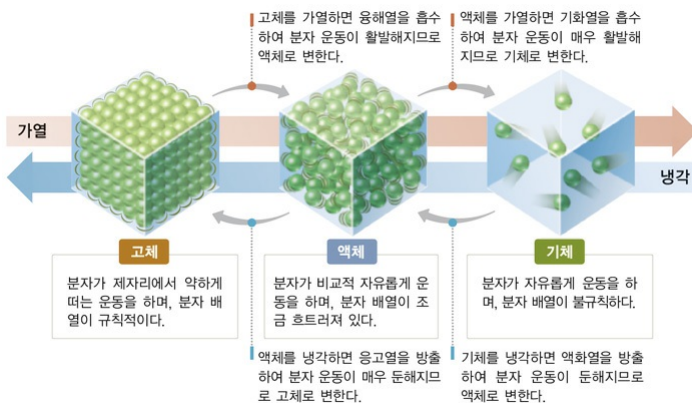 고체를 가열하면 융해열을 흡수
하여 분자 운동이 활발해지므로
액체로 변한다.
액체를 가열하면 기화열을 흡수
하여 분자 운동이 매우 활발해
지므로 기체로 변한다.
가열
냉각
고체
분자가 제자리에서 약하게
떠는 운동을 하며, 분자 배
열이 규칙적이다.
액체
분자가 비교적 자유롭게 운
동을 하며, 분자 배열이 조
금 흐트러져 있다.
기체
분자가 자유롭게 운동을 하
며, 분자 배열이 불규칙하다.
액체를 냉각하면 응고열을 방출
하여 분자 운동이 매우 둔해지므
로 고체로 변한다.
기체를 냉각하면 액화열을 방출
하여 분자 운동이 둔해지므로
액체로 변한다.